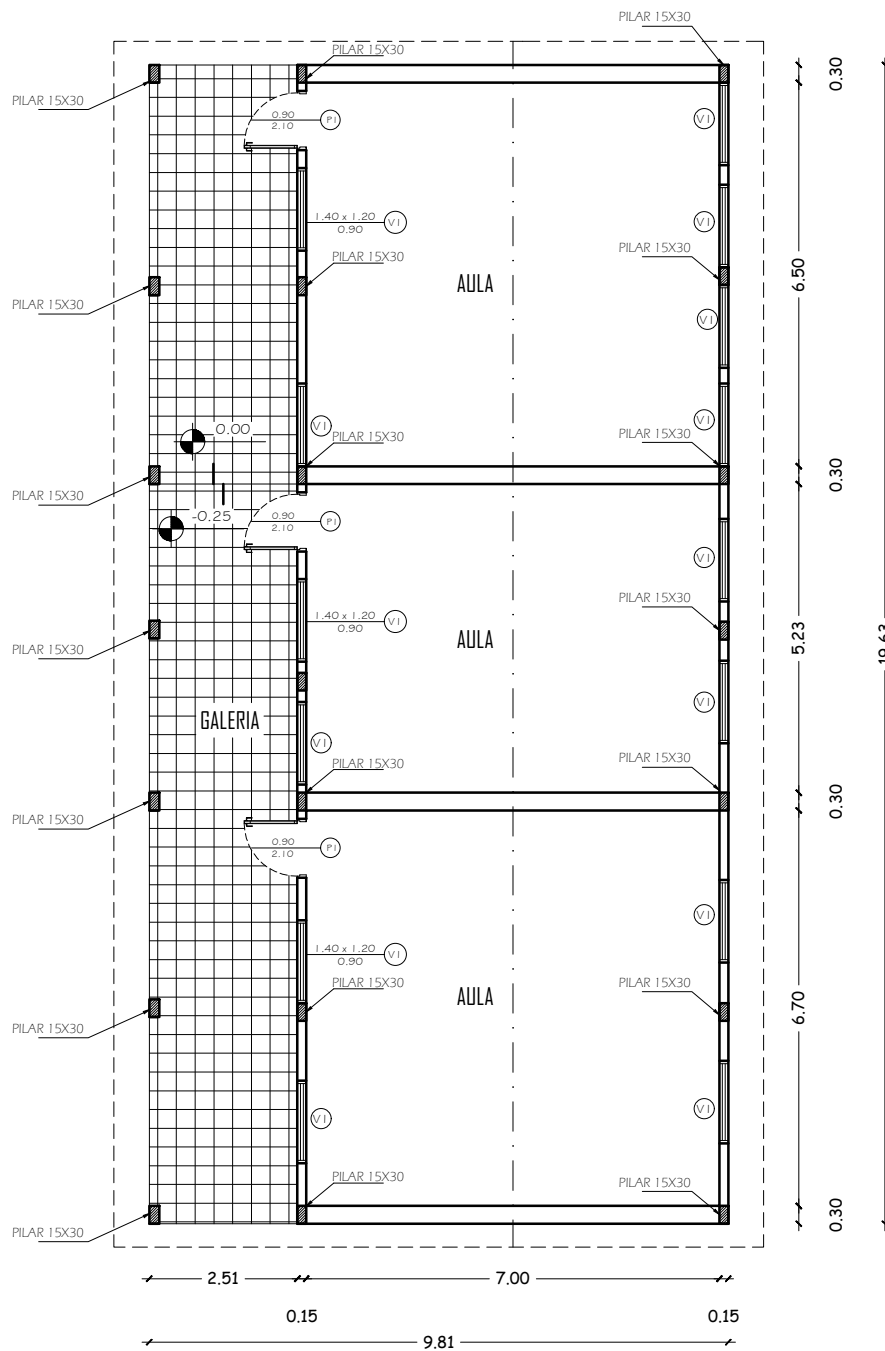 PILAR 15X30
PILAR 15X30
PILAR 15X30
0.30
0.90
2.10
P1
V1
1.40 x 1.20
0.90
V1
V1
PILAR 15X30
PILAR 15X30
PILAR 15X30
AULA
6.50
V1
V1
V1
0.00
PILAR 15X30
PILAR 15X30
PILAR 15X30
0.30
-0.25
0.90
2.10
P1
V1
PILAR 15X30
1.40 x 1.20
0.90
V1
AULA
5.23
19.63
PILAR 15X30
GALERIA
V1
V1
PILAR 15X30
PILAR 15X30
PILAR 15X30
0.30
0.90
2.10
P1
V1
1.40 x 1.20
0.90
V1
PILAR 15X30
PILAR 15X30
AULA
6.70
PILAR 15X30
V1
V1
PILAR 15X30
PILAR 15X30
PILAR 15X30
0.30
2.51
7.00
0.15
0.15
9.81